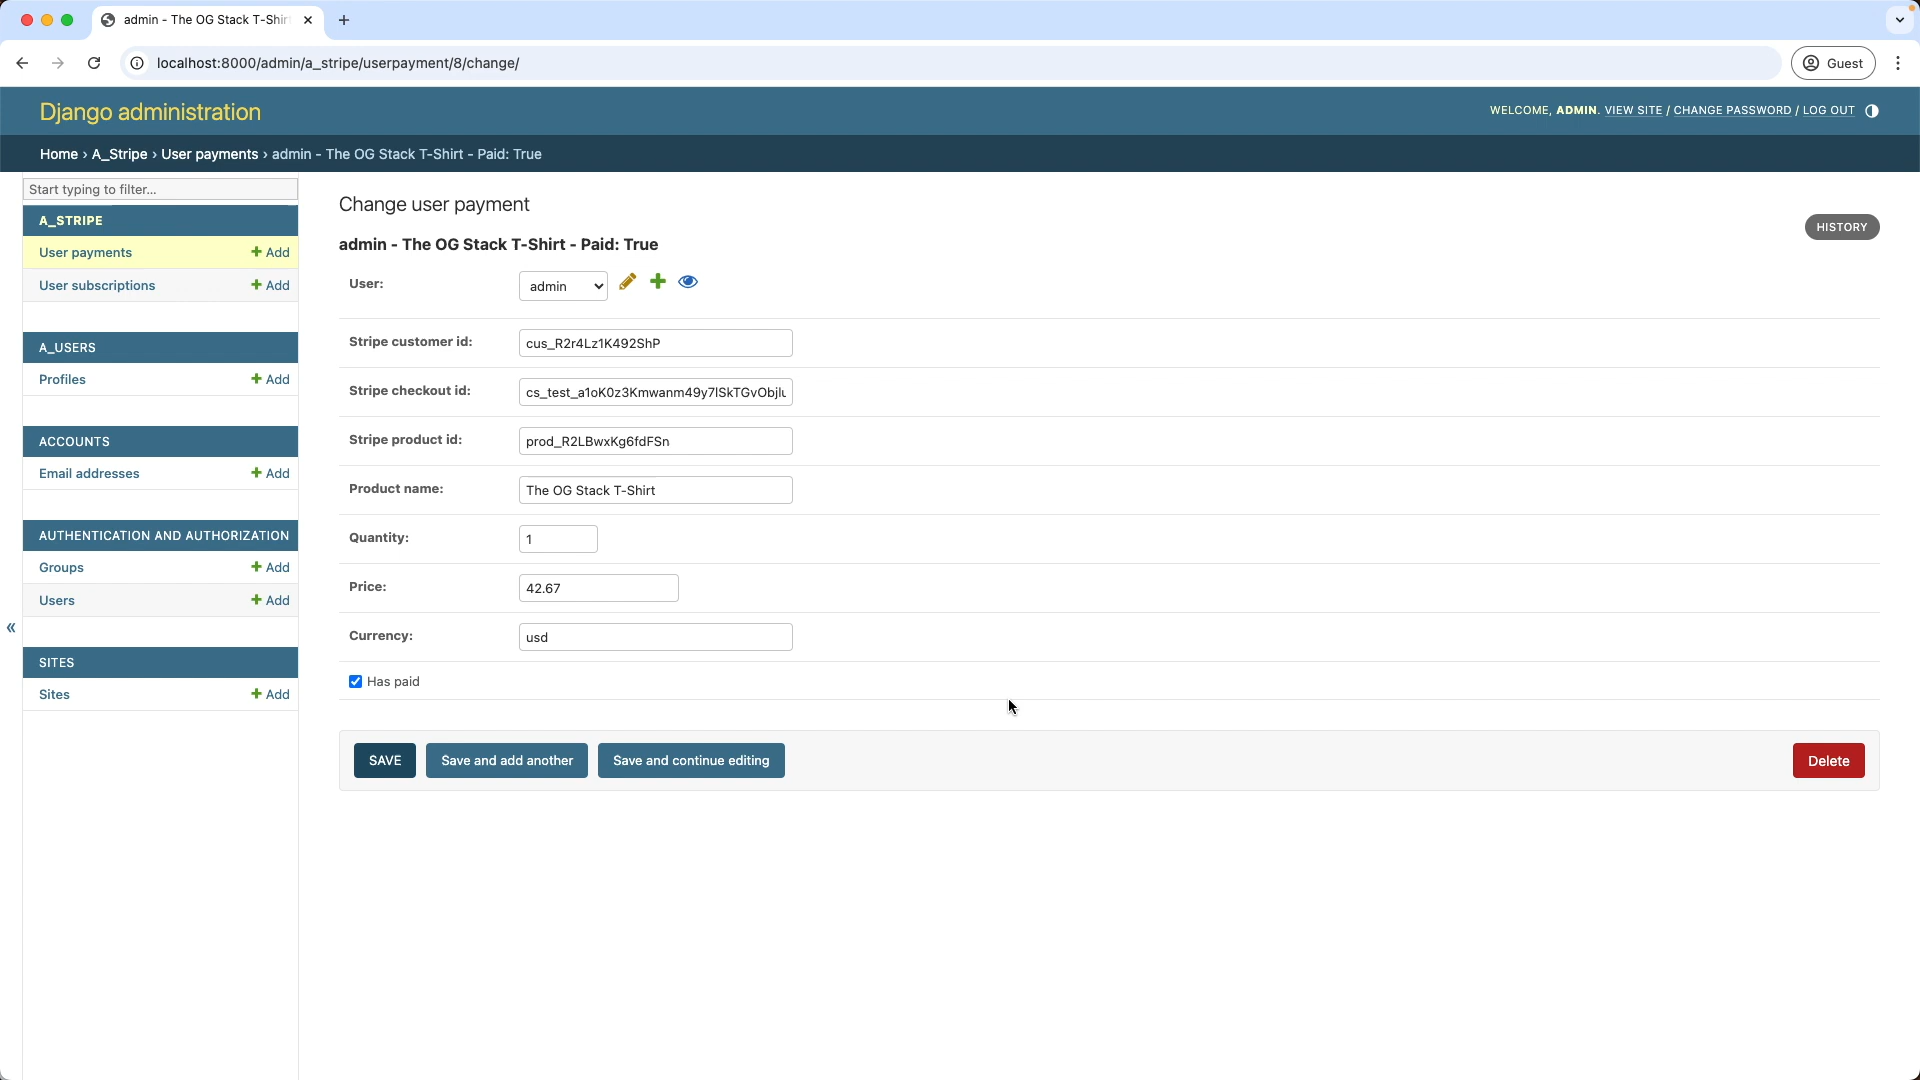 admin - The OG Stack T-Shir
localhost:8000/admin/a_stripe/userpayment/8/change/
Guest
Django administration
WELCOME, ADMIN. VIEW SITE / CHANGE PASSWORD / LOG OUT
Home › A_Stripe › User payments › admin - The OG Stack T-Shirt - Paid: True
Start typing to filter...
A_STRIPE
User payments + Add
User subscriptions + Add
A_USERS
Profiles + Add
ACCOUNTS
Email addresses + Add
AUTHENTICATION AND AUTHORIZATION
Groups + Add
Users + Add
«
SITES
Sites + Add
Change user payment
HISTORY
admin - The OG Stack T-Shirt - Paid: True
User: admin
Stripe customer id: cus_R2r4Lz1K492ShP
Stripe checkout id:
Stripe product id: prod_R2LBwxKg6fdFSn
Product name: The OG Stack T-Shirt
Quantity: 1
Price: 42.67
Currency: usd
Has paid
SAVE Save and add another Save and continue editing Delete